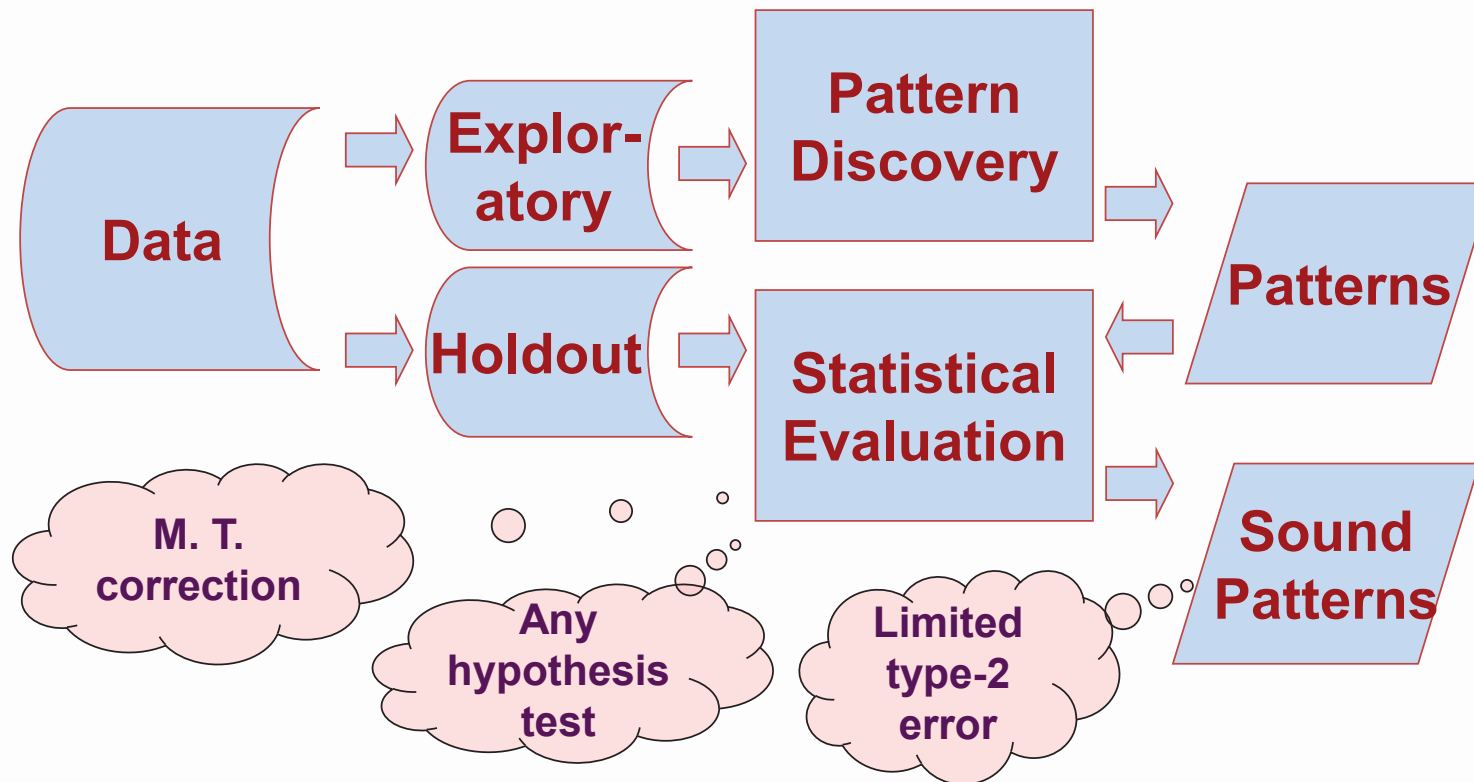 Data
Explor-
atory
Pattern
Discovery
Patterns
Holdout
Statistical
Evaluation
Sound
Patterns
M. T.
correction
Any
hypothesis
test
Limited
type-2
error